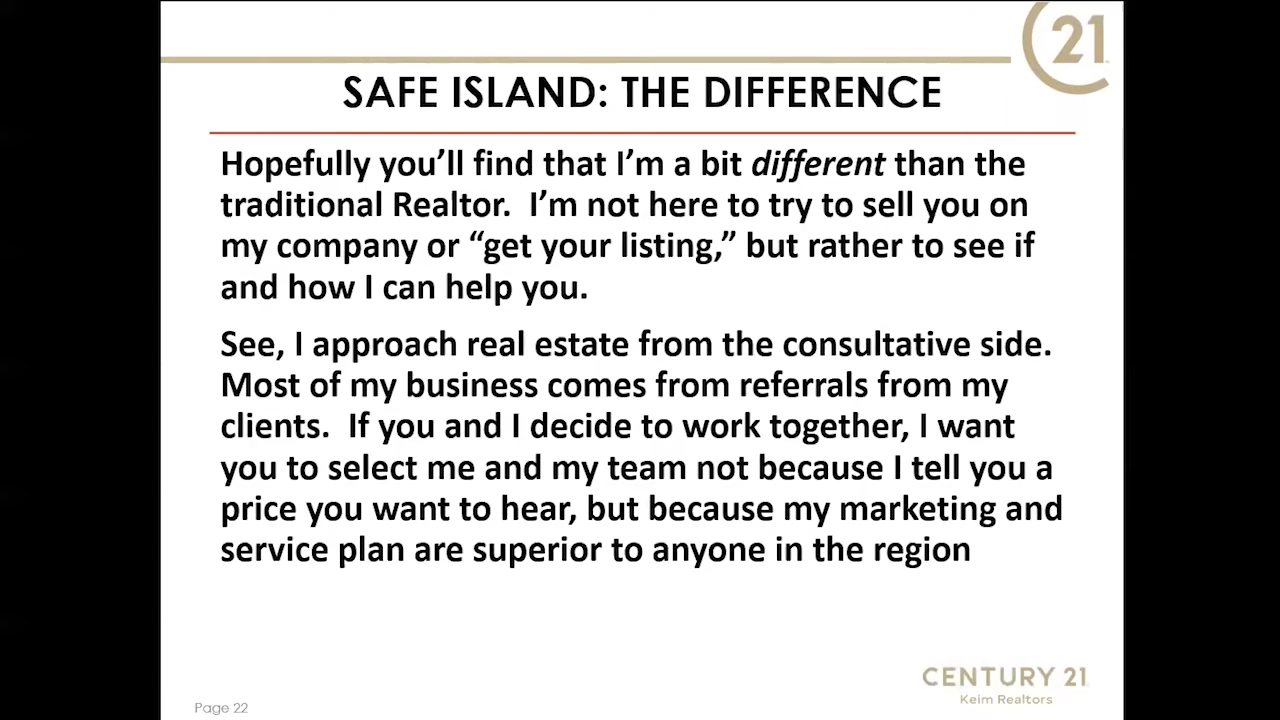 21
SAFE ISLAND: THE DIFFERENCE
Hopefully you’ll find that I’m a bit different than the
traditional Realtor.  I’m not here to try to sell you on
my company or “get your listing,” but rather to see if
and how I can help you.
See, I approach real estate from the consultative side.
Most of my business comes from referrals from my
clients.  If you and I decide to work together, I want
you to select me and my team not because I tell you a
price you want to hear, but because my marketing and
service plan are superior to anyone in the region
CENTURY 21
Keim Realtors
Page 22